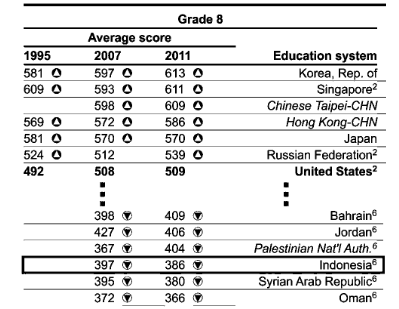 Grade 8
Average score
1995 2007 2011 Education system
581 597 613 Korea, Rep. of
609 593 611 Singapore2
598 609 Chinese Taipei-CHN
569 572 586 Hong Kong-CHN
581 570 570 Japan
524 512 539 Russian Federation2
492 508 509 United States2
398 409 Bahrain6
427 406 Jordan6
367 404 Palestinian Nat'l Auth.6
397 386 Indonesia6
395 380 Syrian Arab Republic6
372 366 Oman6